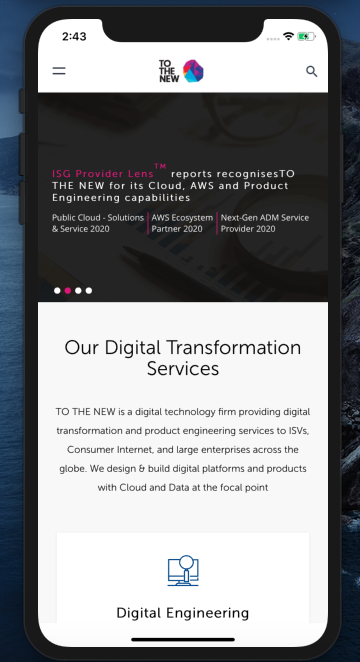 2:43
TO
THE
NEW
ISG Provider Lens™ reports recognisesTO
THE NEW for its Cloud, AWS and Product
Engineering capabilities
Public Cloud - Solutions | AWS Ecosystem | Next-Gen ADM Service
& Service 2020 | Partner 2020 | Provider 2020
Our Digital Transformation
Services
TO THE NEW is a digital technology firm providing digital
transformation and product engineering services to ISVs,
Consumer Internet, and large enterprises across the
globe. We design & build digital platforms and products
with Cloud and Data at the focal point
Digital Engineering